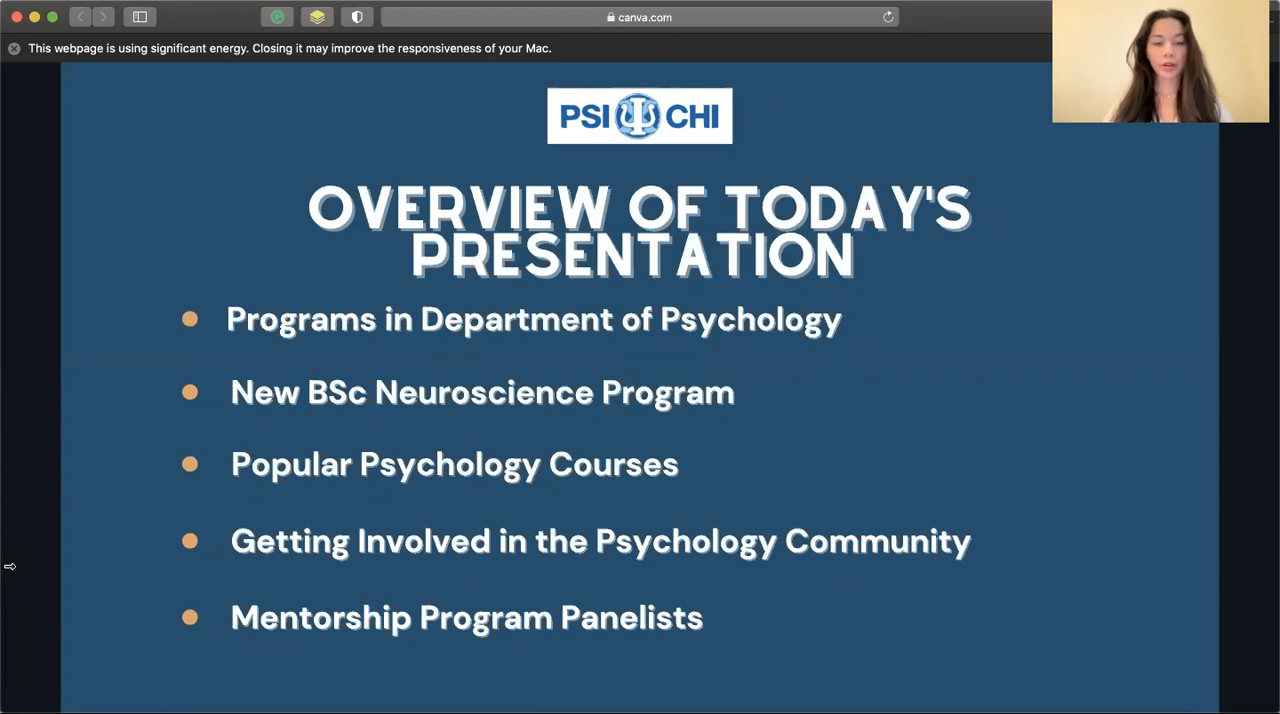 canva.com
This webpage is using significant energy. Closing it may improve the responsiveness of your Mac.
PSI CHI
OVERVIEW OF TODAY'S
PRESENTATION
Programs in Department of Psychology
New BSc Neuroscience Program
Popular Psychology Courses
Getting Involved in the Psychology Community
Mentorship Program Panelists